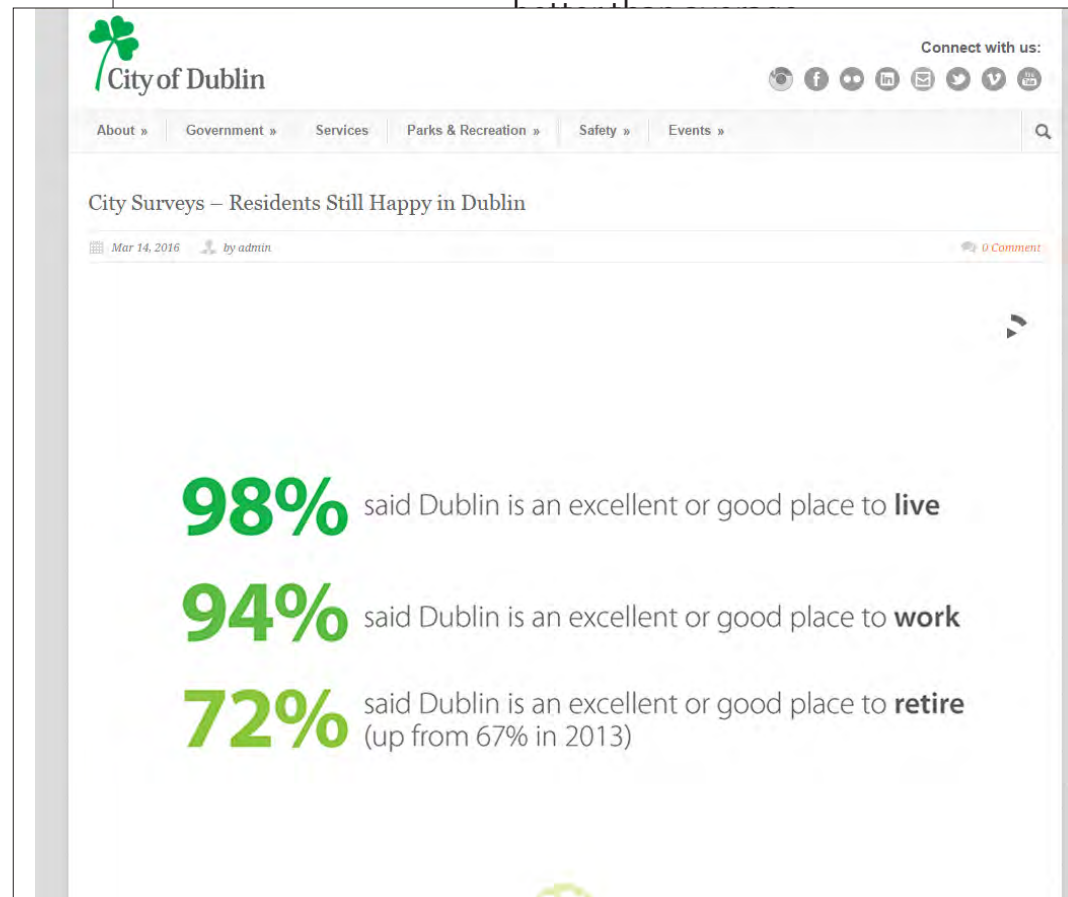 City of Dublin
Connect with us:
About »
Government »
Services
Parks & Recreation »
Safety »
Events »
City Surveys – Residents Still Happy in Dublin
Mar 14, 2016
by admin
0 Comment
98% said Dublin is an excellent or good place to live
94% said Dublin is an excellent or good place to work
72% said Dublin is an excellent or good place to retire
(up from 67% in 2013)